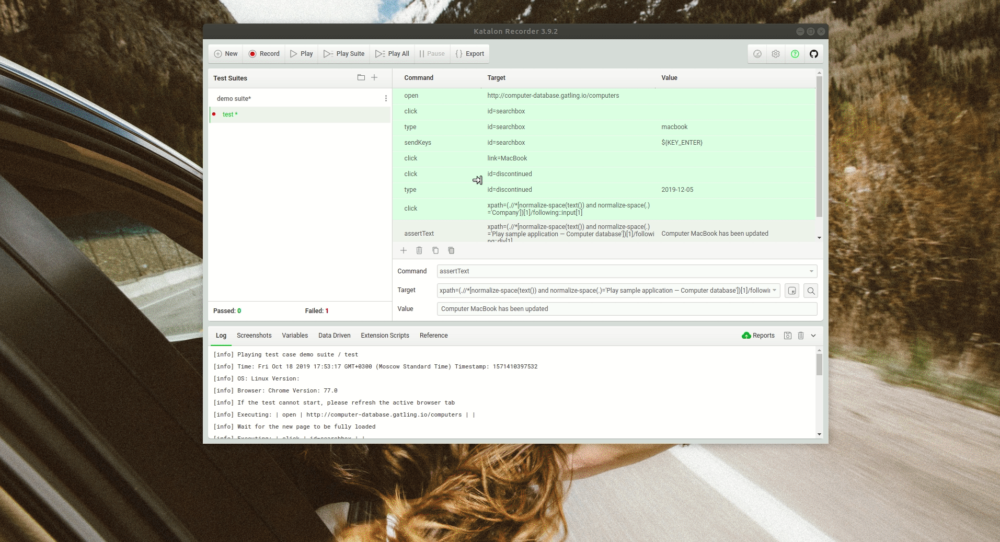 Katalon Recorder 3.9.2
New Record Play Play Suite Play All Pause Export
Test Suites
demo suite*
test *
Passed: 0 Failed: 1
Command Target Value
open http://computer-database.gatling.io/computers
click id=searchbox
type id=searchbox macbook
sendKeys id=searchbox ${KEY_ENTER}
click link=MacBook
click id=discontinued
type id=discontinued 2019-12-05
click xpath=(.//*[normalize-space(text()) and normalize-space(.)
='Company'])[1]/following::input[1]
xpath=(.//*[normalize-space(text()) and normalize-space(.)
assertText ='Play sample application — Computer database'])[1]/followi Computer MacBook has been updated
ng::div[1]
Command assertText
Target xpath=(.//*[normalize-space(text()) and normalize-space(.)='Play sample application — Computer database'])[1]/followi
Value Computer MacBook has been updated
Log Screenshots Variables Data Driven Extension Scripts Reference Reports
[info] Playing test case demo suite / test
[info] Time: Fri Oct 18 2019 17:53:17 GMT+0300 (Moscow Standard Time) Timestamp: 1571410397532
[info] OS: Linux Version:
[info] Browser: Chrome Version: 77.0
[info] If the test cannot start, please refresh the active browser tab
[info] Executing: | open | http://computer-database.gatling.io/computers | |
[info] Wait for the new page to be fully loaded
[info] Executing: | click | id=searchbox | |